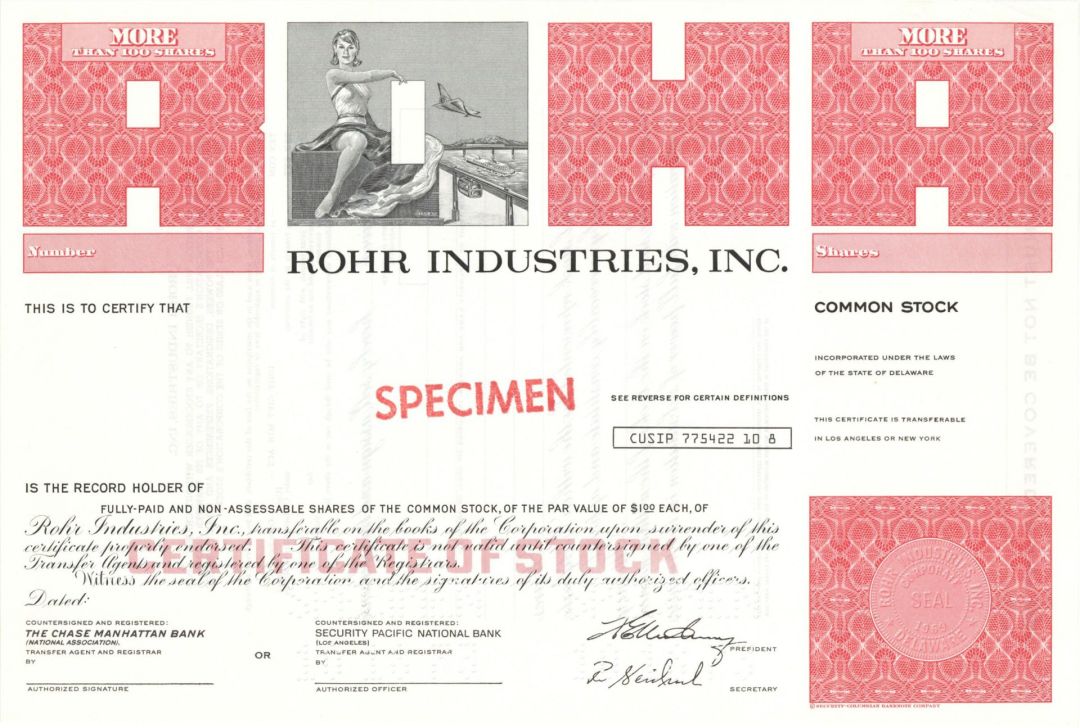 MORE
THAN 100 SHARES
MORE
THAN 100 SHARES
Number
ROHR INDUSTRIES, INC.
Shares
THIS IS TO CERTIFY THAT
COMMON STOCK
INCORPORATED UNDER THE LAWS
OF THE STATE OF DELAWARE
SPECIMEN
SEE REVERSE FOR CERTAIN DEFINITIONS
THIS CERTIFICATE IS TRANSFERABLE
IN LOS ANGELES OR NEW YORK
CUSIP 775422 10 8
IS THE RECORD HOLDER OF
FULLY-PAID AND NON-ASSESSABLE SHARES OF THE COMMON STOCK, OF THE PAR VALUE OF $1.00 EACH, OF
Rohr Industries, Inc., transferable on the books of the Corporation upon surrender of this
certificate properly endorsed. This certificate is not valid until countersigned by one of the
Transfer Agents and registered by one of the Registrars.
CERTIFICATE OF STOCK
Witness the seal of the Corporation and the signatures of its duly authorized officers.
Dated:
COUNTERSIGNED AND REGISTERED:
THE CHASE MANHATTAN BANK
(NATIONAL ASSOCIATION),
TRANSFER AGENT AND REGISTRAR
BY
AUTHORIZED SIGNATURE
OR
COUNTERSIGNED AND REGISTERED:
SECURITY PACIFIC NATIONAL BANK
(LOS ANGELES)
TRANSFER AGENT AND REGISTRAR
BY
AUTHORIZED OFFICER
PRESIDENT
SECRETARY
ROHR INDUSTRIES, INC.
CORPORATE
SEAL
1969
DELAWARE
© SECURITY-COLUMBIAN BANKNOTE COMPANY